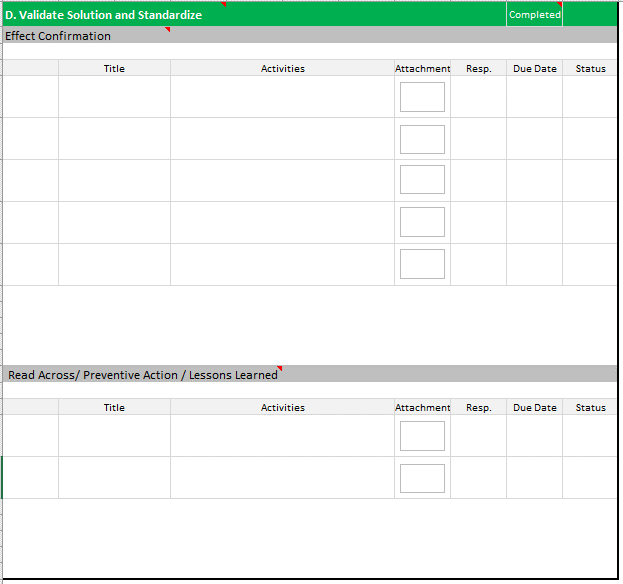 D. Validate Solution and Standardize Completed
Effect Confirmation
Title Activities Attachment Resp. Due Date Status
Read Across/ Preventive Action / Lessons Learned
Title Activities Attachment Resp. Due Date Status